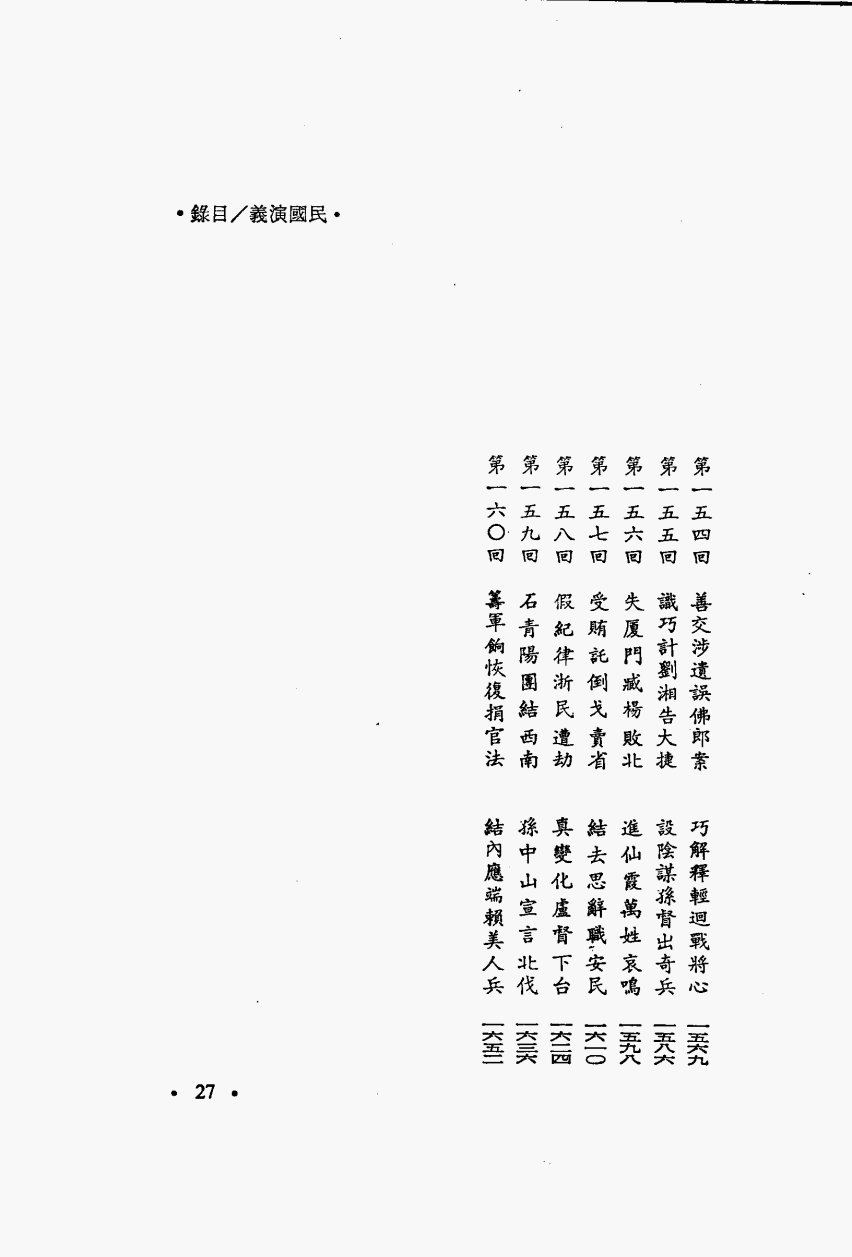 •錄目／義演國民•
第一五四回 善交涉遺誤佛郎案 巧解釋輕迴戰將心 一五六九
第一五五回 識巧計劉湘告大捷 設陰謀孫督出奇兵 一五八六
第一五六回 失厦門臧楊敗北 進仙霞萬姓哀鳴 一五九八
第一五七回 受賄託倒戈賣省 結去思辭職安民 一六一〇
第一五八回 假紀律浙民遭劫 真變化盧督下台 一六二四
第一五九回 石青陽團結西南 孫中山宣言北伐 一六三六
第一六〇回 籌軍餉恢復捐官法 結內應端賴美人兵 一六五二
• 27 •